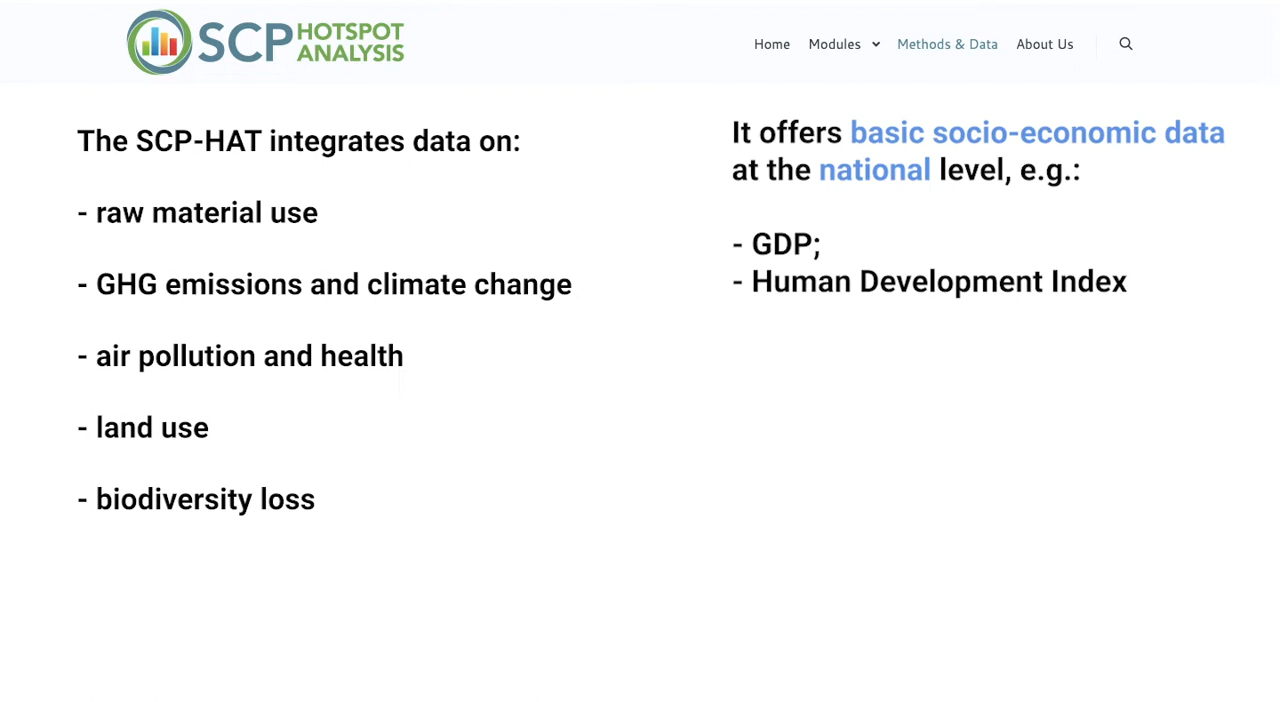 SCP HOTSPOT
ANALYSIS
Home Modules Methods & Data About Us
The SCP-HAT integrates data on:
- raw material use
- GHG emissions and climate change
- air pollution and health
- land use
- biodiversity loss
It offers basic socio-economic data
at the national level, e.g.:
- GDP;
- Human Development Index